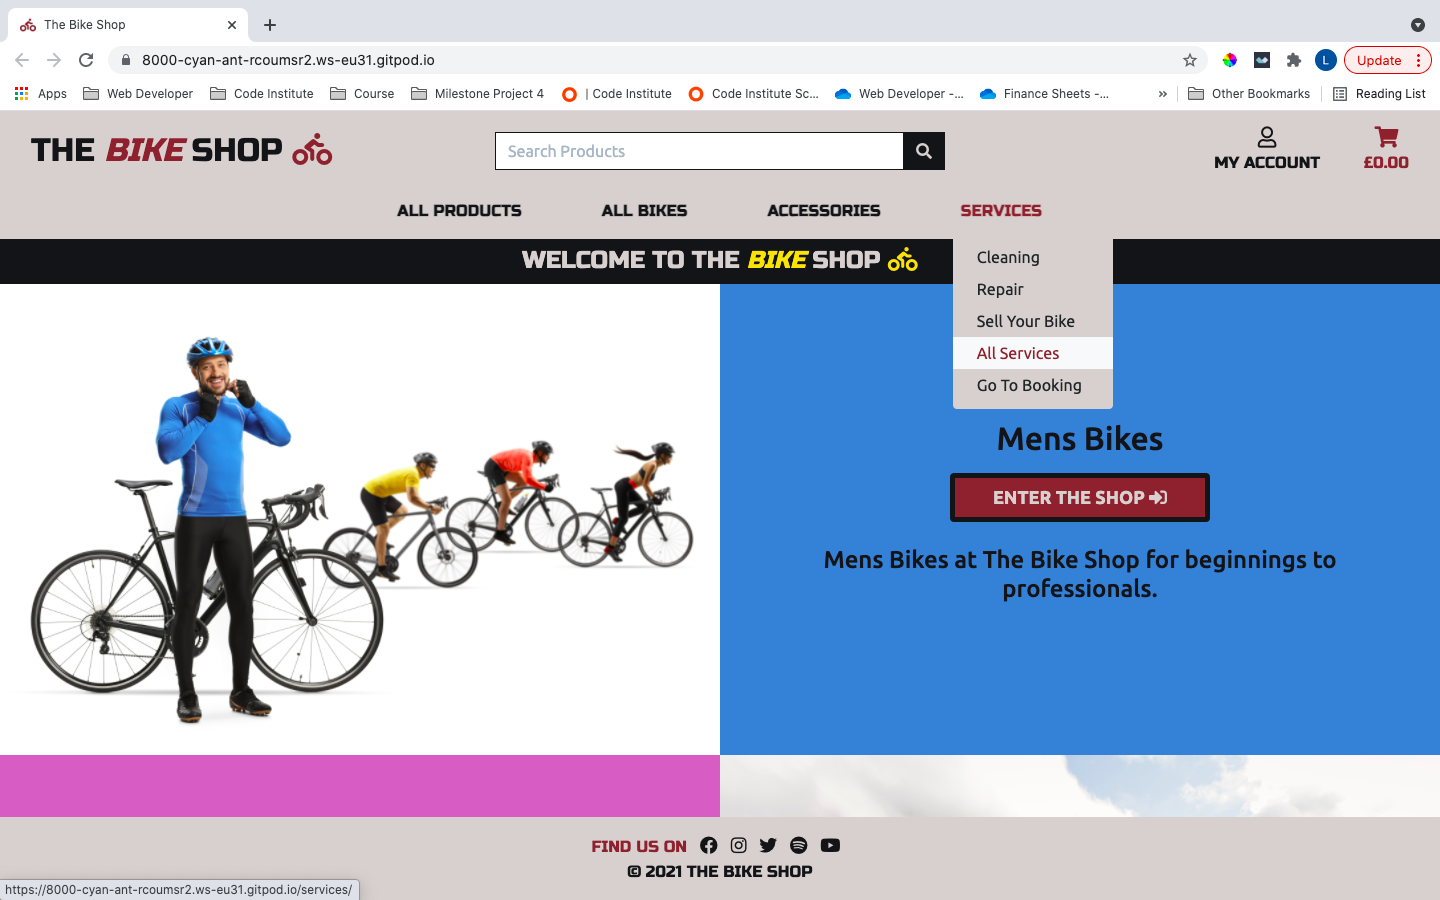 The Bike Shop
8000-cyan-ant-rcoumsr2.ws-eu31.gitpod.io
L
Update
Apps
Web Developer
Code Institute
Course
Milestone Project 4
| Code Institute
Code Institute Sc...
Web Developer -...
Finance Sheets -...
»
Other Bookmarks
Reading List
THE BIKE SHOP
Search Products
MY ACCOUNT
£0.00
ALL PRODUCTS
ALL BIKES
ACCESSORIES
SERVICES
WELCOME TO THE BIKE SHOP
Cleaning
Repair
Sell Your Bike
All Services
Go To Booking
Mens Bikes
ENTER THE SHOP
Mens Bikes at The Bike Shop for beginnings to
professionals.
FIND US ON
© 2021 THE BIKE SHOP
https://8000-cyan-ant-rcoumsr2.ws-eu31.gitpod.io/services/